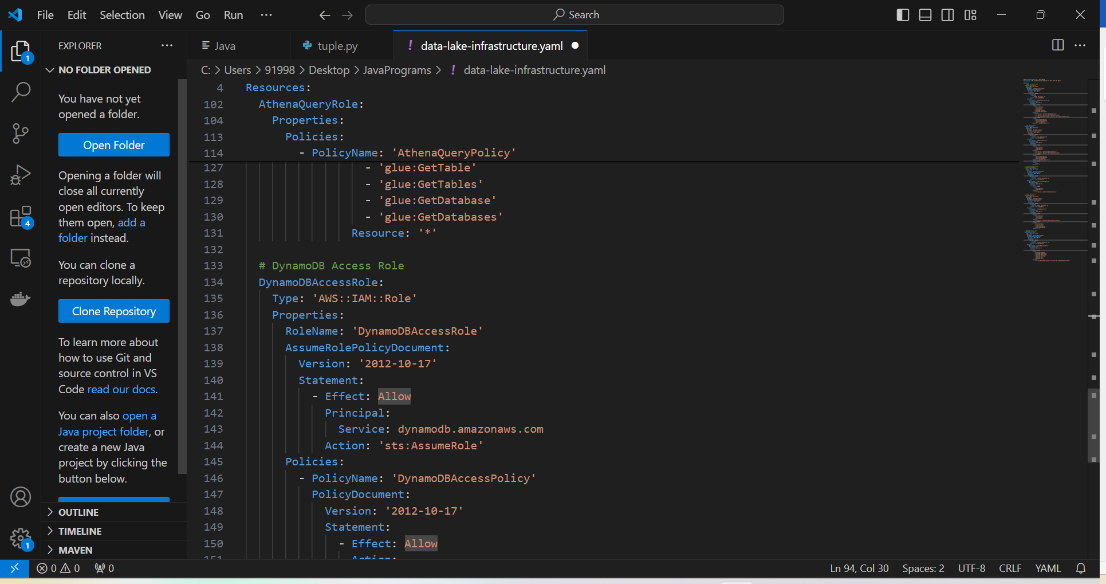 File Edit Selection View Go Run ··· Search
EXPLORER ···
Java tuple.py ! data-lake-infrastructure.yaml
NO FOLDER OPENED
C: > Users > 91998 > Desktop > JavaPrograms > ! data-lake-infrastructure.yaml
You have not yet
opened a folder.
Open Folder
Opening a folder will
close all currently
open editors. To keep
them open, add a
folder instead.
You can clone a
repository locally.
Clone Repository
To learn more about
how to use Git and
source control in VS
Code read our docs.
You can also open a
Java project folder, or
create a new Java
project by clicking the
button below.
OUTLINE
TIMELINE
MAVEN
1
4
1
4 Resources:
102 AthenaQueryRole:
104 Properties:
113 Policies:
114 - PolicyName: 'AthenaQueryPolicy'
127 - 'glue:GetTable'
128 - 'glue:GetTables'
129 - 'glue:GetDatabase'
130 - 'glue:GetDatabases'
131 Resource: '*'
132
133 # DynamoDB Access Role
134 DynamoDBAccessRole:
135 Type: 'AWS::IAM::Role'
136 Properties:
137 RoleName: 'DynamoDBAccessRole'
138 AssumeRolePolicyDocument:
139 Version: '2012-10-17'
140 Statement:
141 - Effect: Allow
142 Principal:
143 Service: dynamodb.amazonaws.com
144 Action: 'sts:AssumeRole'
145 Policies:
146 - PolicyName: 'DynamoDBAccessPolicy'
147 PolicyDocument:
148 Version: '2012-10-17'
149 Statement:
150 - Effect: Allow
151 Action:
0 0 0 Ln 94, Col 30 Spaces: 2 UTF-8 CRLF YAML